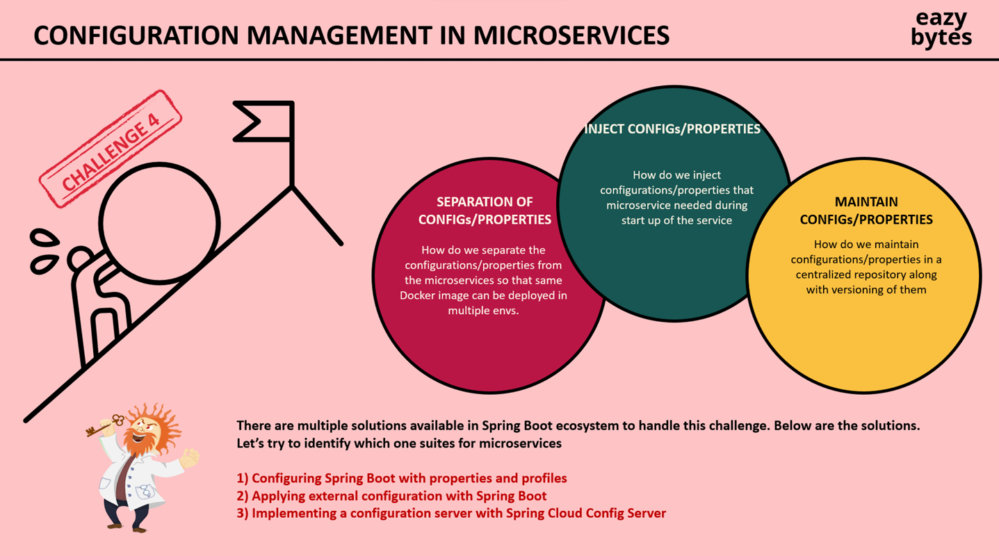 CONFIGURATION MANAGEMENT IN MICROSERVICES
eazy
bytes
CHALLENGE 4
SEPARATION OF
CONFIGs/PROPERTIES
How do we separate the
configurations/properties from
the microservices so that same
Docker image can be deployed in
multiple envs.
INJECT CONFIGs/PROPERTIES
How do we inject
configurations/properties that
microservice needed during
start up of the service
MAINTAIN
CONFIGs/PROPERTIES
How do we maintain
configurations/properties in a
centralized repository along
with versioning of them
There are multiple solutions available in Spring Boot ecosystem to handle this challenge. Below are the solutions.
Let’s try to identify which one suites for microservices
1) Configuring Spring Boot with properties and profiles
2) Applying external configuration with Spring Boot
3) Implementing a configuration server with Spring Cloud Config Server